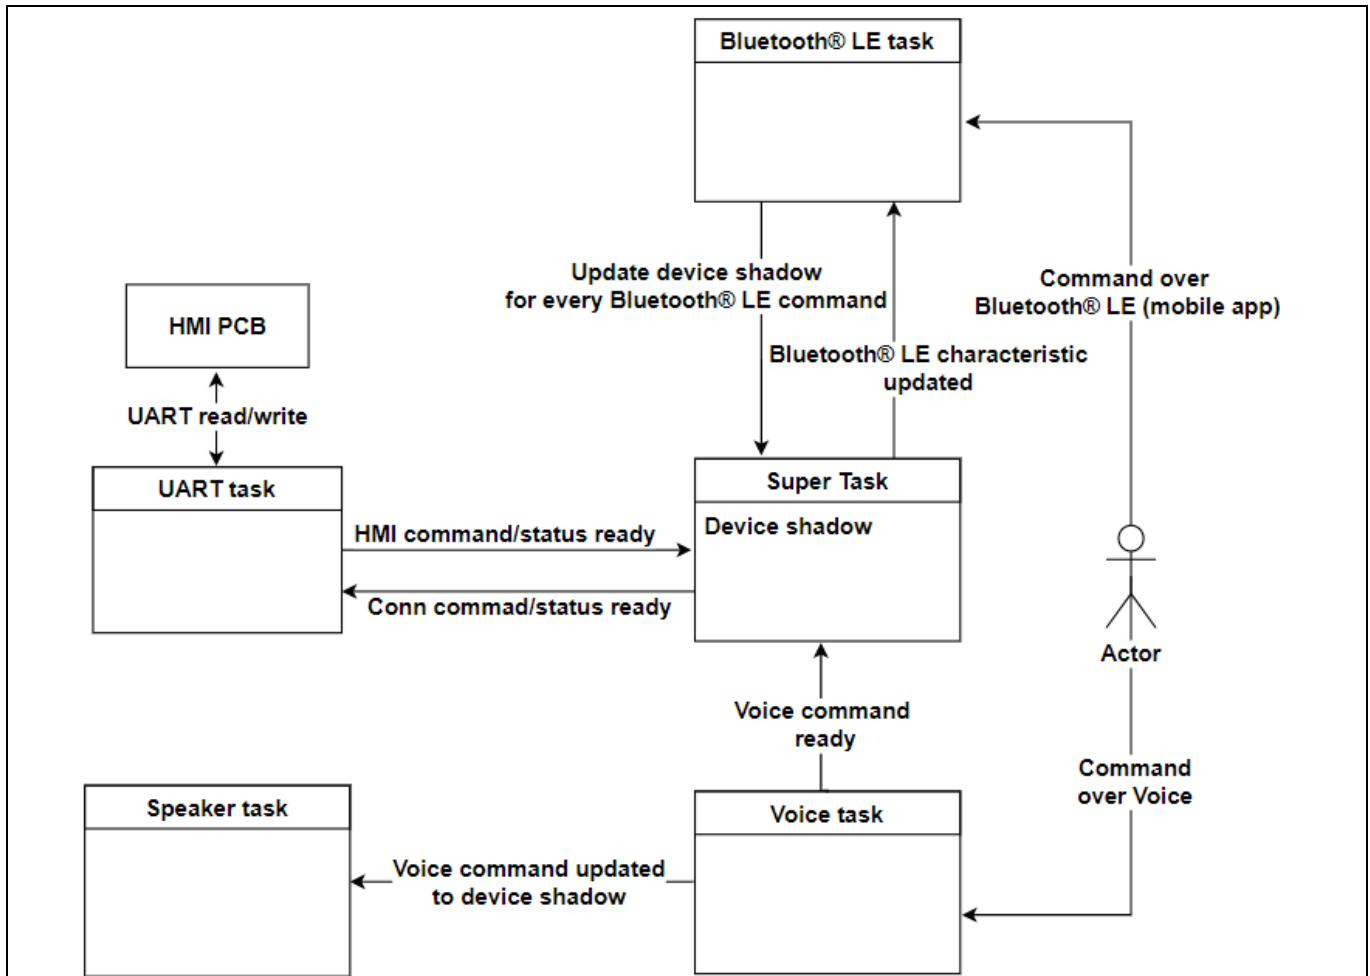 Bluetooth® LE task
Update device shadow
for every Bluetooth® LE command
Command over
Bluetooth® LE (mobile app)
HMI PCB
Bluetooth® LE characteristic
updated
UART read/write
UART task
Super Task
Device shadow
HMI command/status ready
Conn commad/status ready
Actor
Voice command
ready
Command
over Voice
Speaker task
Voice task
Voice command updated
to device shadow